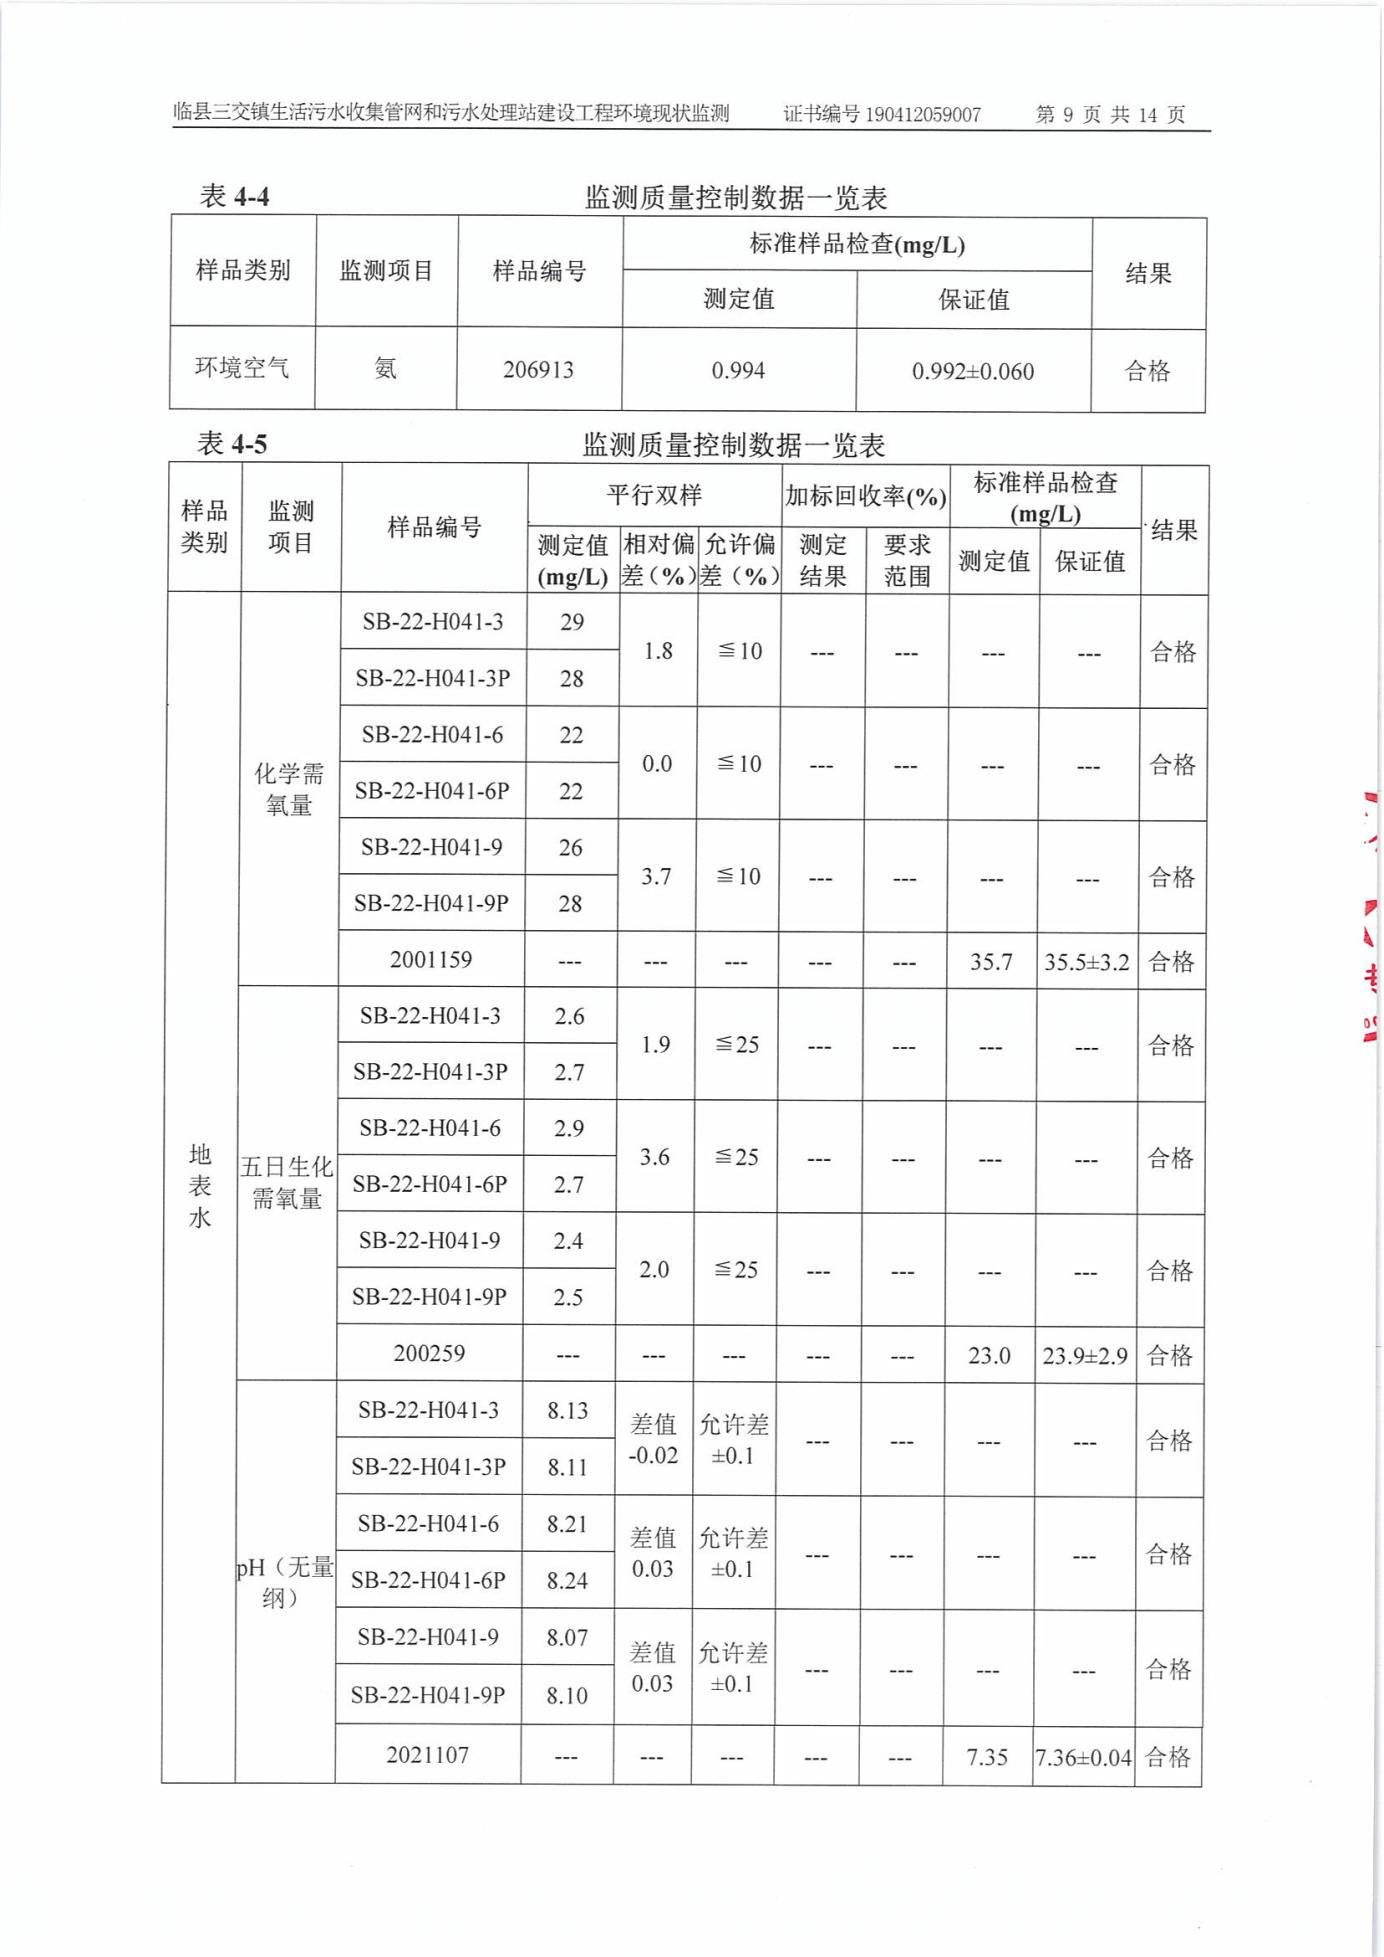 临县三交镇生活污水收集管网和污水处理站建设工程环境现状监测 证书编号 190412059007 第 9 页 共 14 页
表 4-4 监测质量控制数据一览表
样品类别 监测项目 样品编号 标准样品检查(mg/L) 结果
测定值 保证值
环境空气 氨 206913 0.994 0.992±0.060 合格
表 4-5 监测质量控制数据一览表
样品类别 监测项目 样品编号 平行双样 加标回收率(%) 标准样品检查(mg/L) 结果
测定值(mg/L) 相对偏差(%) 允许偏差(%) 测定结果 要求范围 测定值 保证值
地表水
化学需氧量
SB-22-H041-3 29 1.8 ≦10 --- --- --- --- 合格
SB-22-H041-3P 28
SB-22-H041-6 22 0.0 ≦10 --- --- --- --- 合格
SB-22-H041-6P 22
SB-22-H041-9 26 3.7 ≦10 --- --- --- --- 合格
SB-22-H041-9P 28
2001159 --- --- --- --- --- 35.7 35.5±3.2 合格
五日生化需氧量
SB-22-H041-3 2.6 1.9 ≦25 --- --- --- --- 合格
SB-22-H041-3P 2.7
SB-22-H041-6 2.9 3.6 ≦25 --- --- --- --- 合格
SB-22-H041-6P 2.7
SB-22-H041-9 2.4 2.0 ≦25 --- --- --- --- 合格
SB-22-H041-9P 2.5
200259 --- --- --- --- --- 23.0 23.9±2.9 合格
pH（无量纲）
SB-22-H041-3 8.13 差值-0.02 允许差±0.1 --- --- --- --- 合格
SB-22-H041-3P 8.11
SB-22-H041-6 8.21 差值0.03 允许差±0.1 --- --- --- --- 合格
SB-22-H041-6P 8.24
SB-22-H041-9 8.07 差值0.03 允许差±0.1 --- --- --- --- 合格
SB-22-H041-9P 8.10
2021107 --- --- --- --- --- 7.35 7.36±0.04 合格